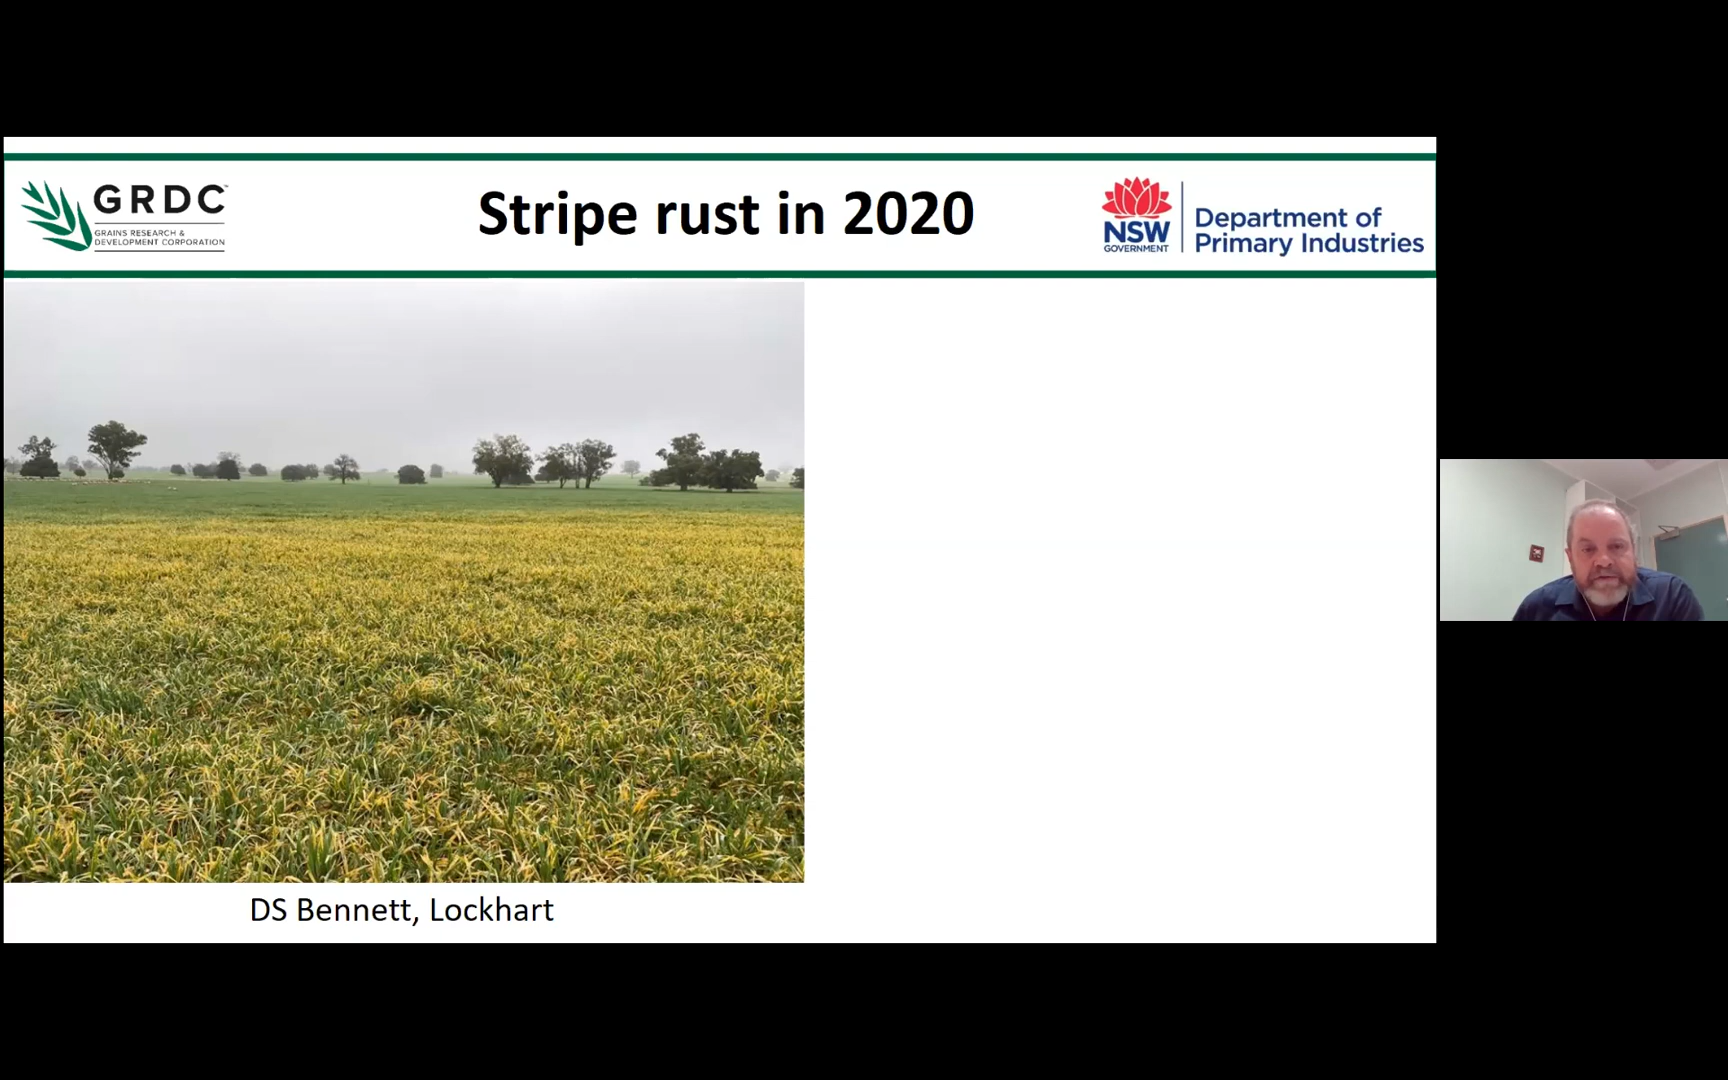 GRDC
GRAINS RESEARCH &
DEVELOPMENT CORPORATION
Stripe rust in 2020
NSW
GOVERNMENT
Department of
Primary Industries
DS Bennett, Lockhart